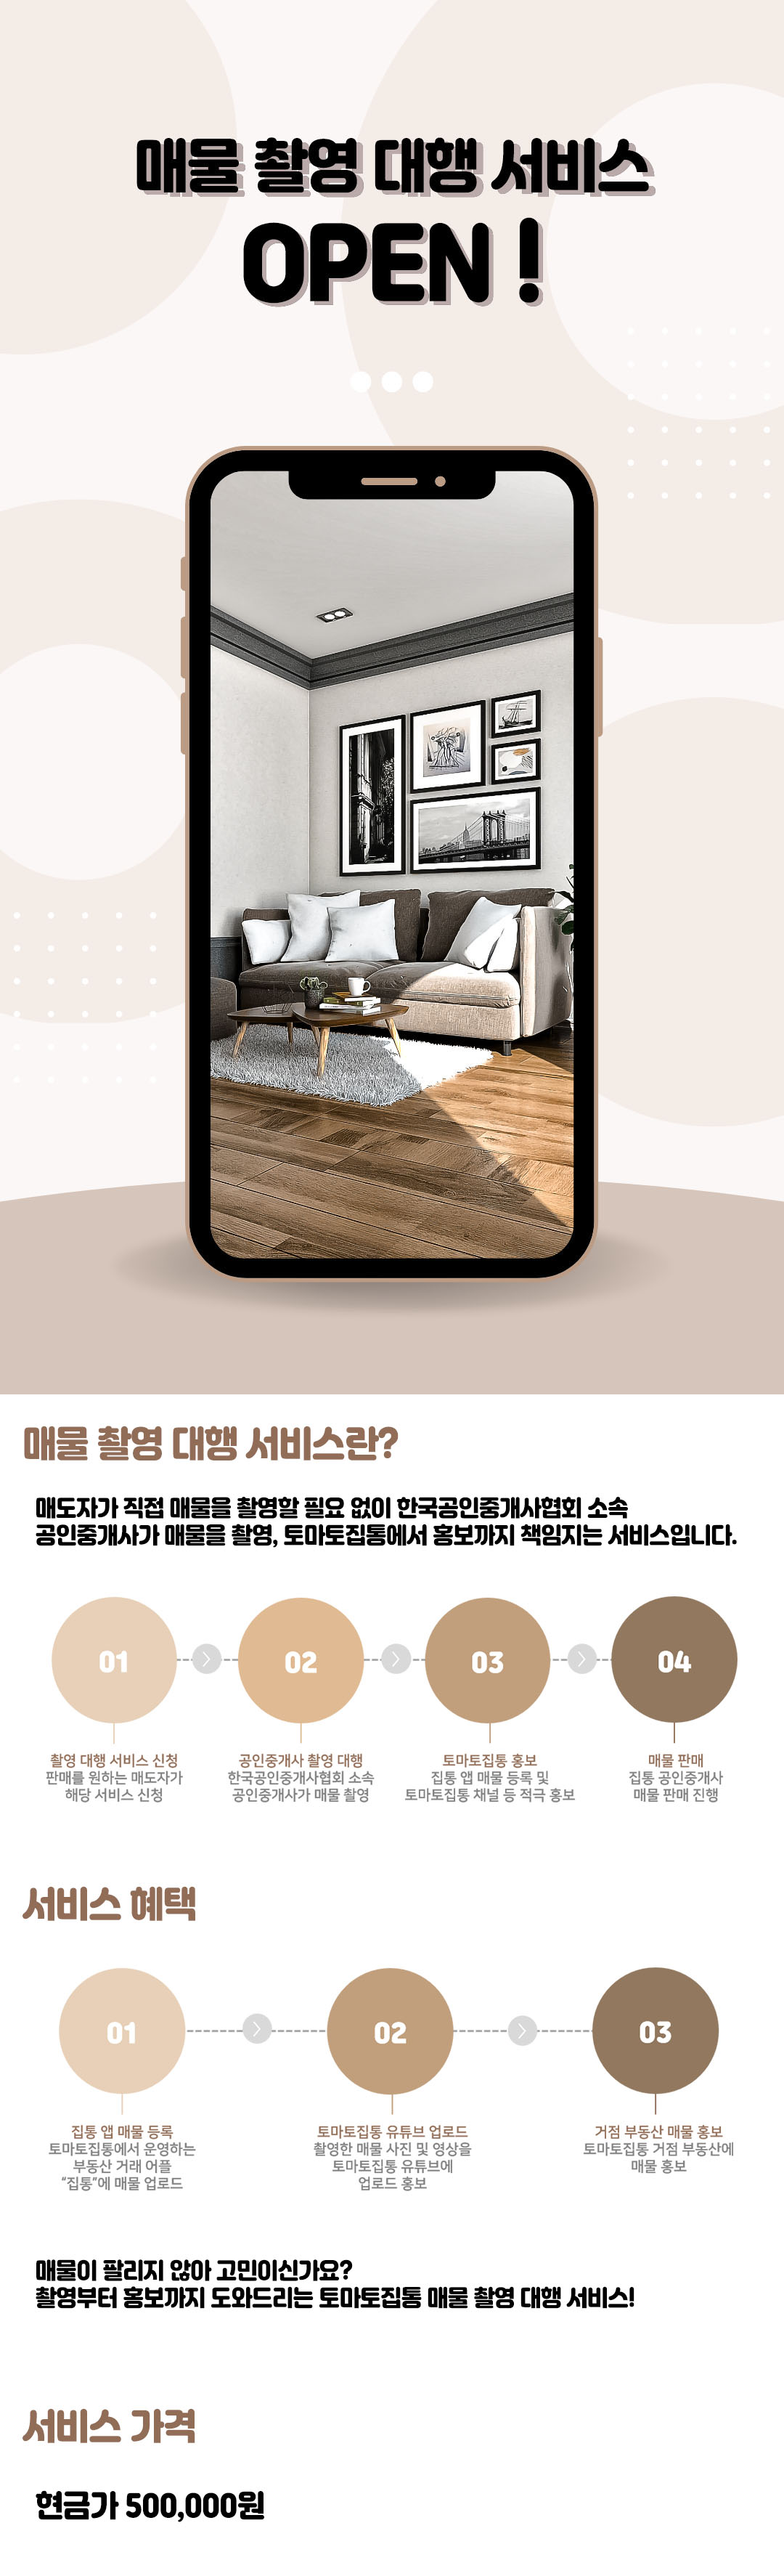 매물 촬영 대행 서비스
OPEN !
매물 촬영 대행 서비스란?
매도자가 직접 매물을 촬영할 필요 없이 한국공인중개사협회 소속
공인중개사가 매물을 촬영, 토마토집통에서 홍보까지 책임지는 서비스입니다.
01
02
03
04
촬영 대행 서비스 신청
판매를 원하는 매도자가
해당 서비스 신청
공인중개사 촬영 대행
한국공인중개사협회 소속
공인중개사가 매물 촬영
토마토집통 홍보
집통 앱 매물 등록 및
토마토집통 채널 등 적극 홍보
매물 판매
집통 공인중개사
매물 판매 진행
서비스 혜택
01
02
03
집통 앱 매물 등록
토마토집통에서 운영하는
부동산 거래 어플
"집통"에 매물 업로드
토마토집통 유튜브 업로드
촬영한 매물 사진 및 영상을
토마토집통 유튜브에
업로드 홍보
거점 부동산 매물 홍보
토마토집통 거점 부동산에
매물 홍보
매물이 팔리지 않아 고민이신가요?
촬영부터 홍보까지 도와드리는 토마토집통 매물 촬영 대행 서비스!
서비스 가격
현금가 500,000원